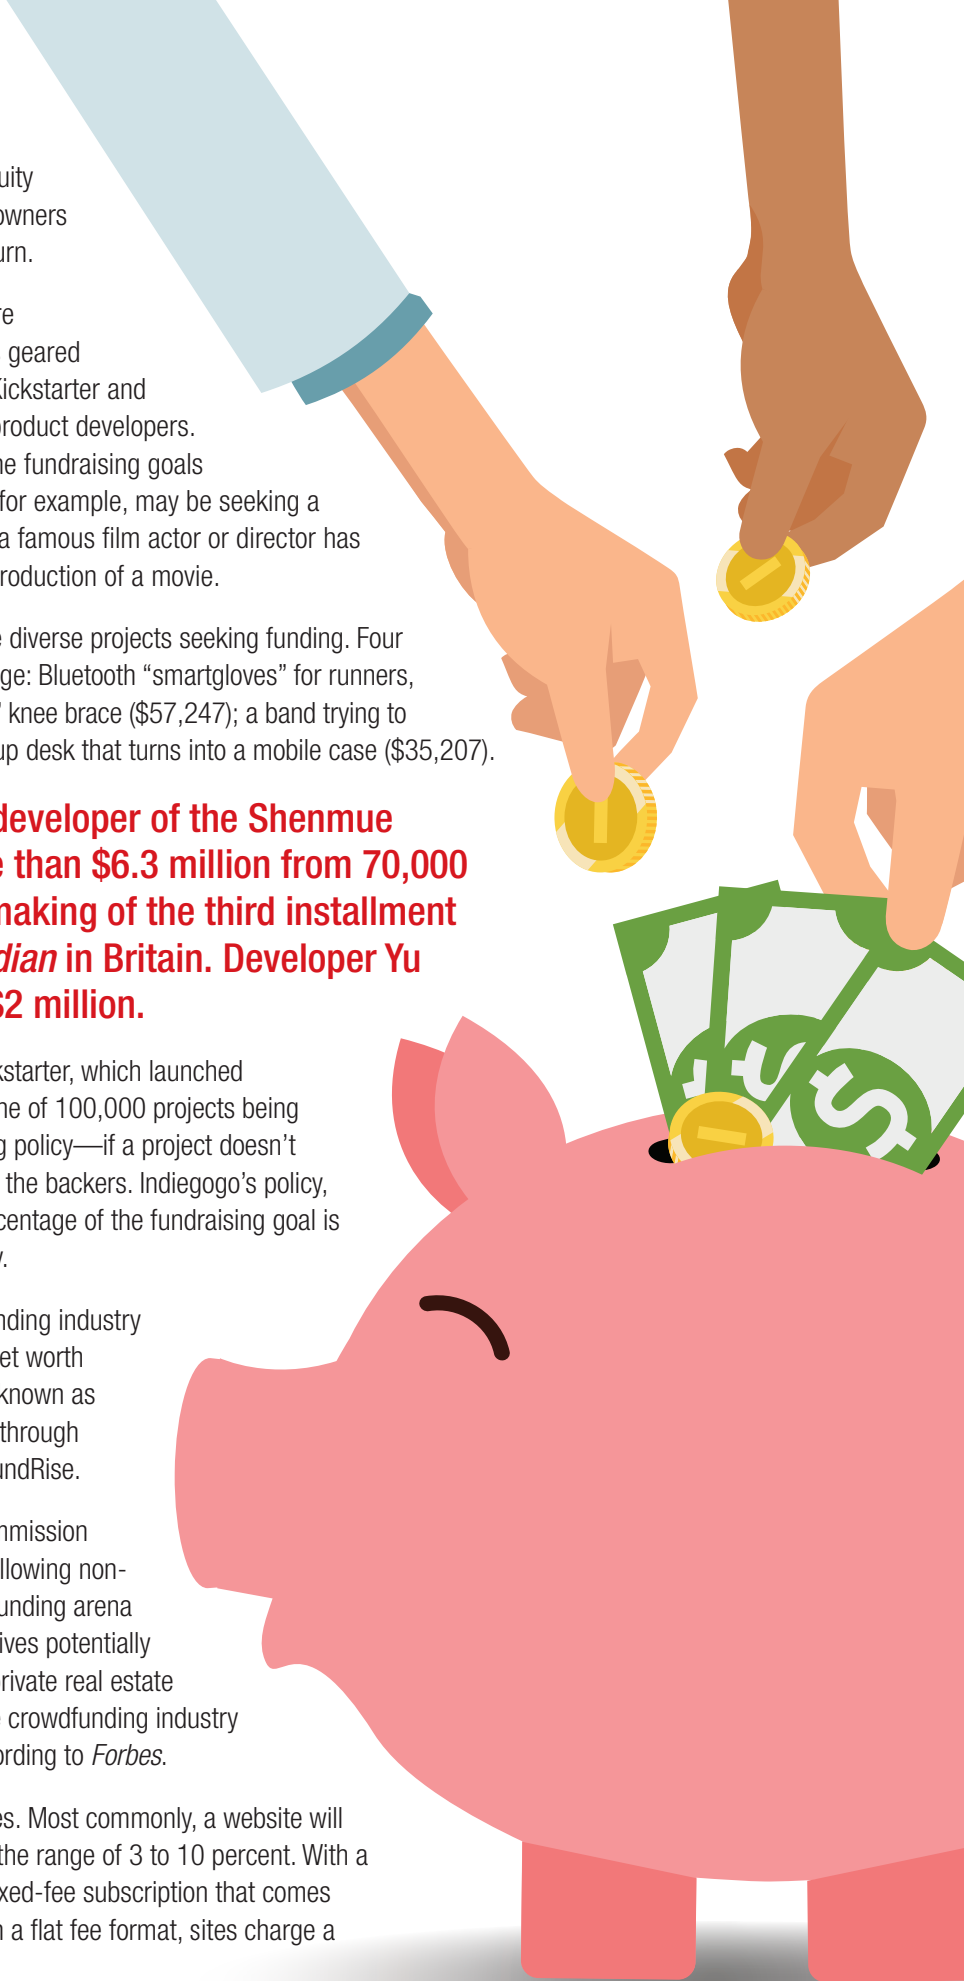 uity
owners
urn.
re
geared
Kickstarter and
product developers.
he fundraising goals
for example, may be seeking a
a famous film actor or director has
roduction of a movie.
e diverse projects seeking funding. Four
ge: Bluetooth “smartgloves” for runners,
” knee brace ($57,247); a band trying to
up desk that turns into a mobile case ($35,207).
developer of the Shenmue
e than $6.3 million from 70,000
making of the third installment
dian in Britain. Developer Yu
$2 million.
kstarter, which launched
ne of 100,000 projects being
g policy—if a project doesn’t
the backers. Indiegogo’s policy,
centage of the fundraising goal is
y.
nding industry
et worth
known as
through
undRise.
mmission
llowing non-
unding arena
ives potentially
private real estate
e crowdfunding industry
ording to Forbes.
es. Most commonly, a website will
the range of 3 to 10 percent. With a
xed-fee subscription that comes
n a flat fee format, sites charge a